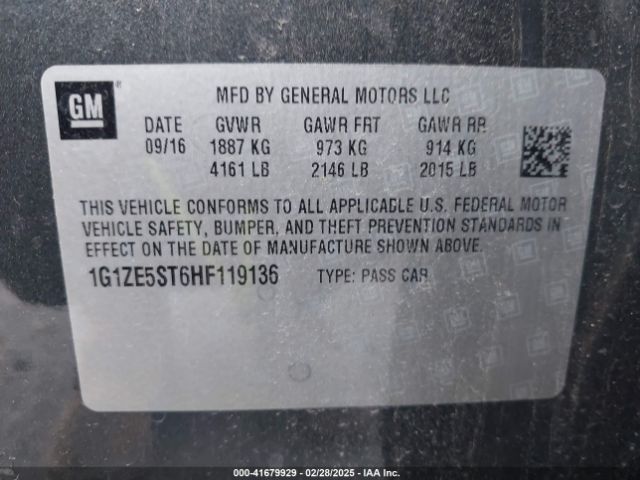 GM ®
MFD BY GENERAL MOTORS LLC
DATE GVWR GAWR FRT GAWR RR
09/16 1887 KG 973 KG 914 KG
4161 LB 2146 LB 2015 LB
THIS VEHICLE CONFORMS TO ALL APPLICABLE U.S. FEDERAL MOTOR
VEHICLE SAFETY, BUMPER, AND THEFT PREVENTION STANDARDS IN
EFFECT ON THE DATE OF MANUFACTURE SHOWN ABOVE.
1G1ZE5ST6HF119136 TYPE: PASS CAR
000-41679929 - 02/28/2025 - IAA Inc.